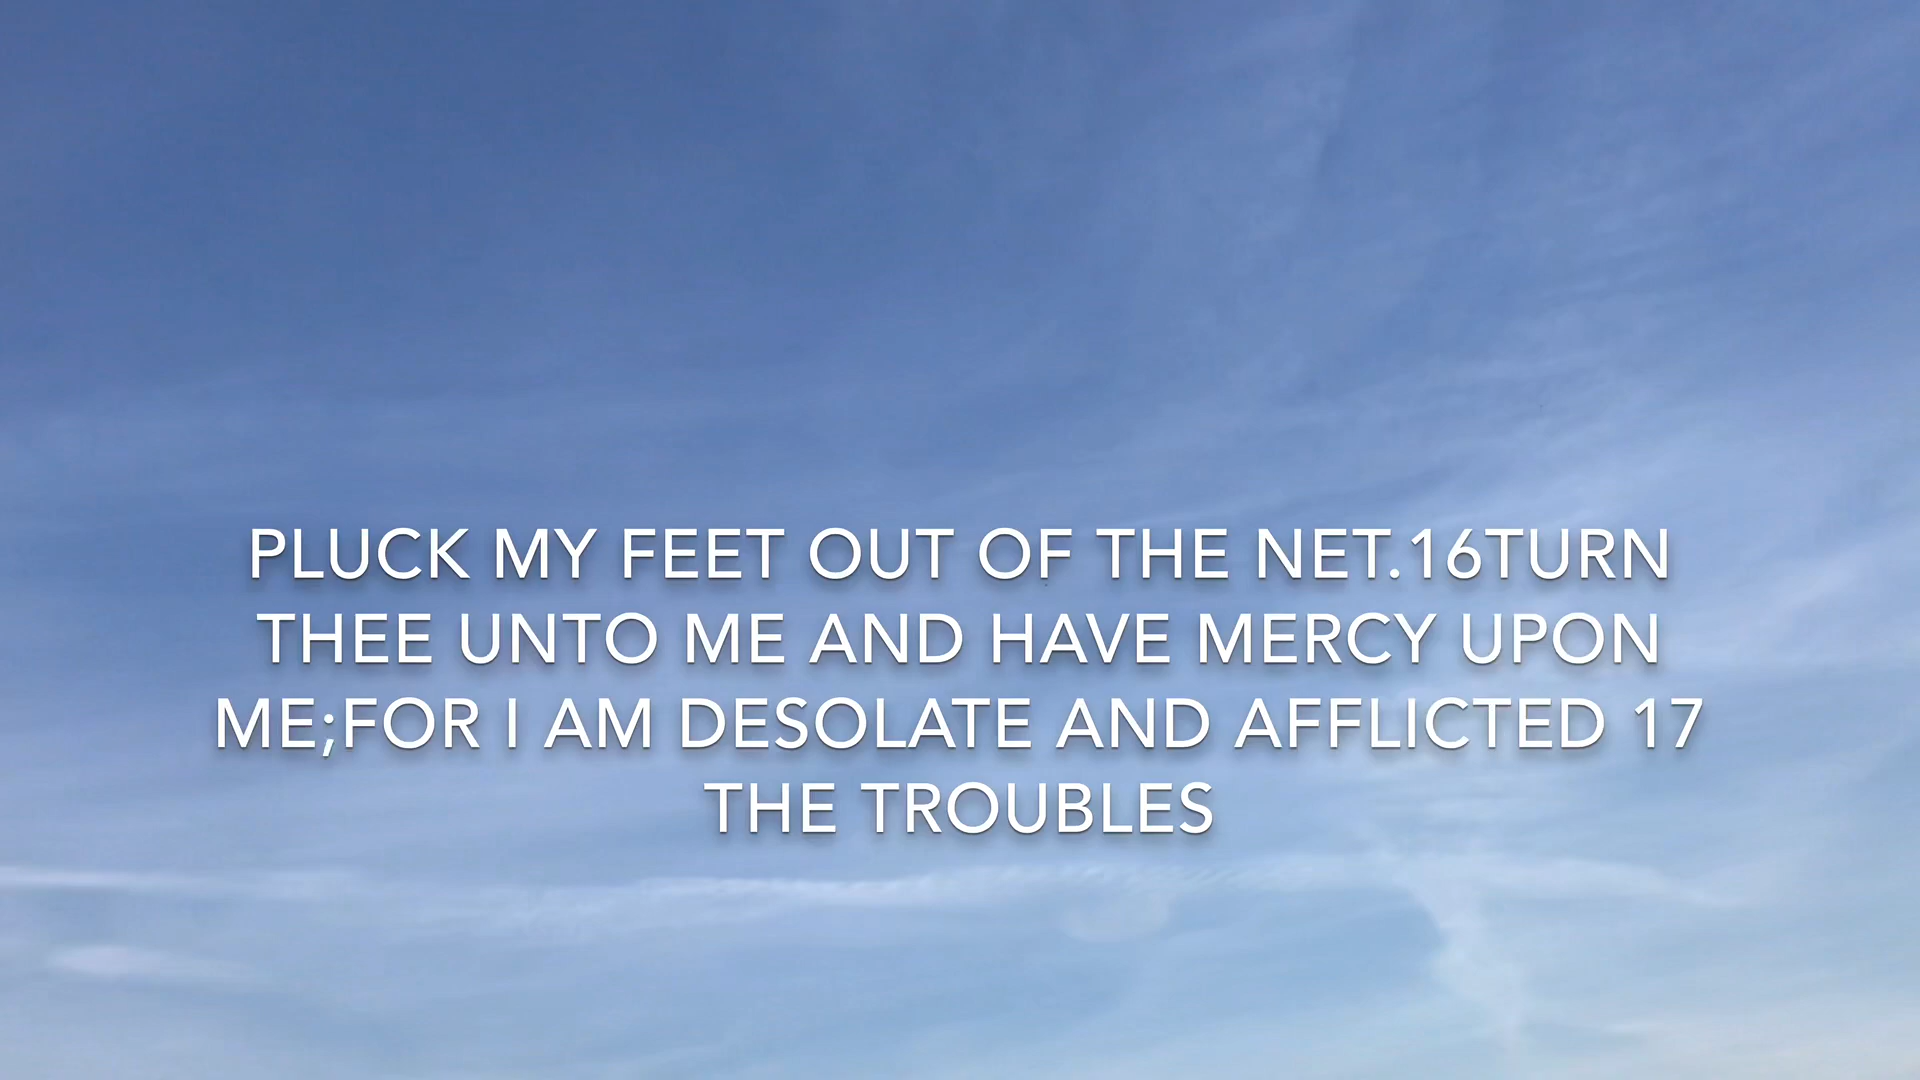 PLUCK MY FEET OUT OF THE NET.16TURN
THEE UNTO ME AND HAVE MERCY UPON
ME;FOR I AM DESOLATE AND AFFLICTED 17
THE TROUBLES